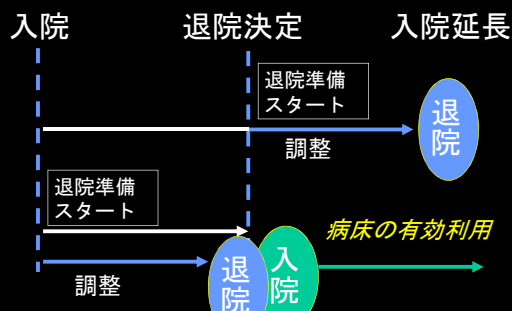 入院
退院決定
入院延長
退院準備
スタート
調整
退
院
退院準備
スタート
病床の有効利用
調整
退
院
入
院